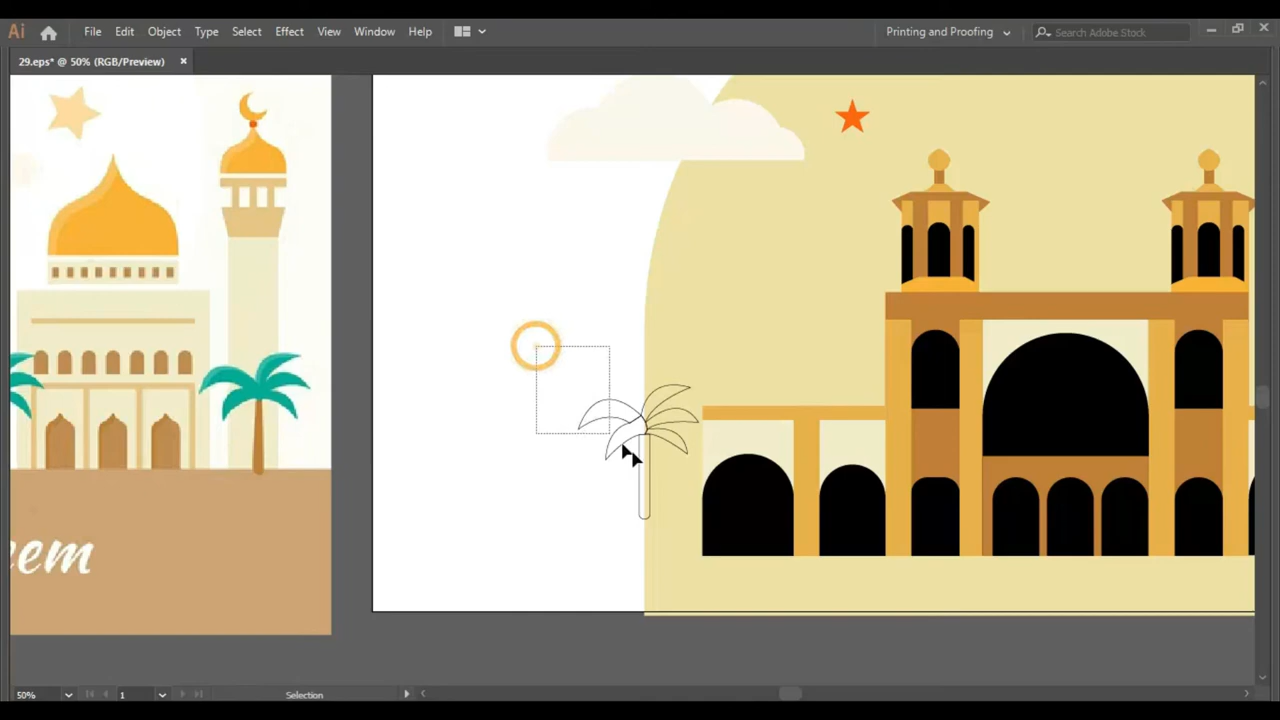 Ai File Edit Object Type Select Effect View Window Help Printing and Proofing Search Adobe Stock
29.eps* @ 50% (RGB/Preview)
eem
50% 1 Selection